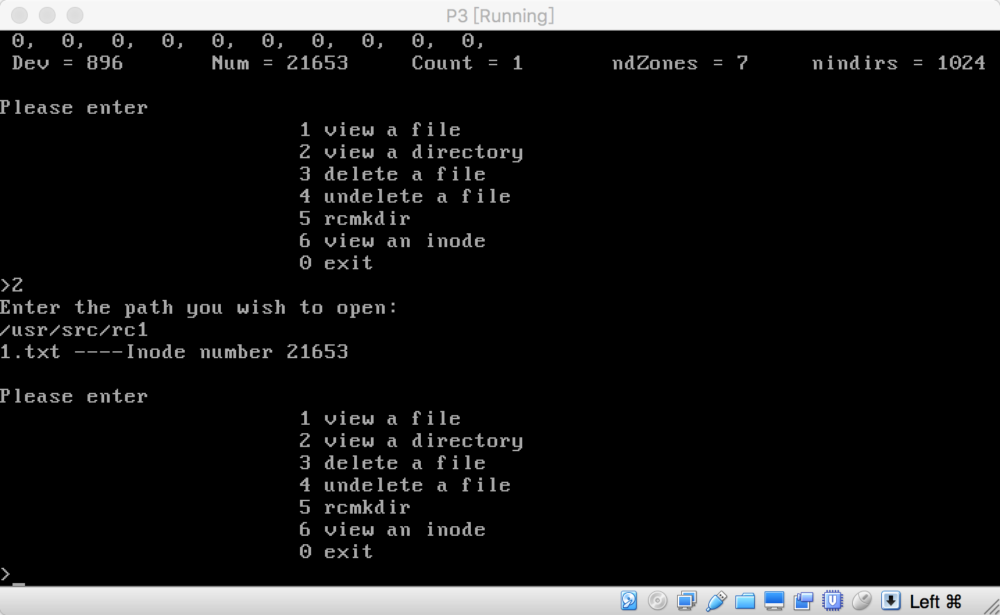 P3 [Running]
0, 0, 0, 0, 0, 0, 0, 0, 0, 0,
Dev = 896 Num = 21653 Count = 1 ndZones = 7 nindirs = 1024
Please enter
1 view a file
2 view a directory
3 delete a file
4 undelete a file
5 rcmkdir
6 view an inode
0 exit
>2
Enter the path you wish to open:
/usr/src/rc1
1.txt ----Inode number 21653
Please enter
1 view a file
2 view a directory
3 delete a file
4 undelete a file
5 rcmkdir
6 view an inode
0 exit
>_
Left ⌘